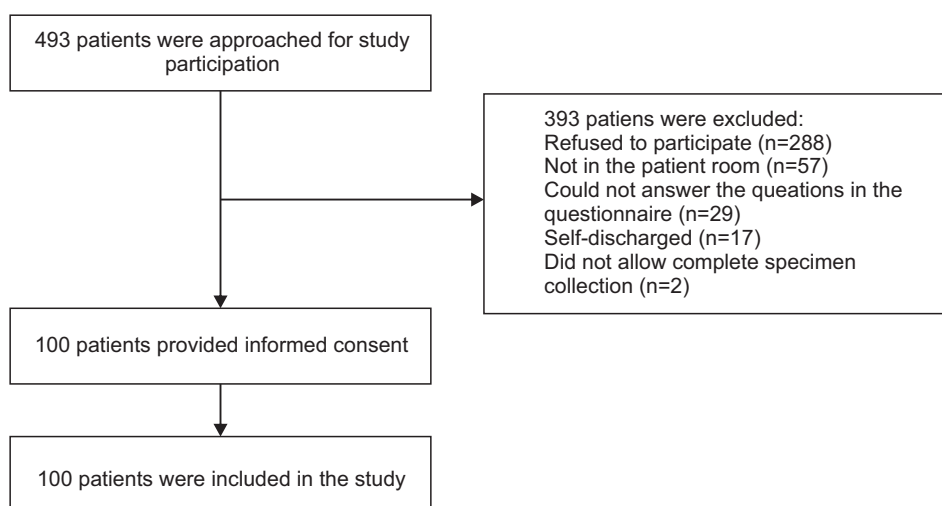 493 patients were approached for study
participation
393 patiens were excluded:
Refused to participate (n=288)
Not in the patient room (n=57)
Could not answer the queations in the
questionnaire (n=29)
Self-discharged (n=17)
Did not allow complete specimen
collection (n=2)
100 patients provided informed consent
100 patients were included in the study